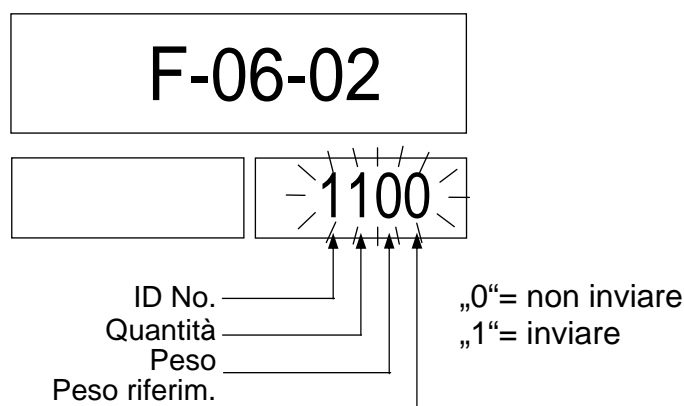 F-06-02
1100
ID No.
Quantità
Peso
Peso riferim.
„0“= non inviare
„1“= inviare